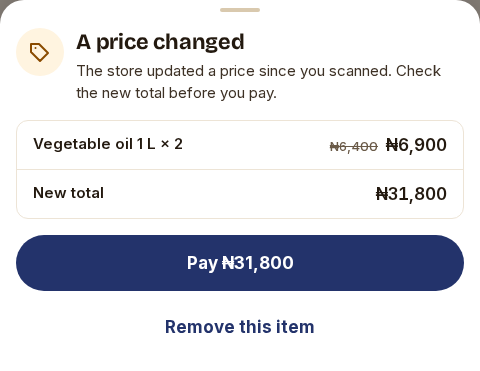 A price changed
The store updated a price since you scanned. Check
the new total before you pay.
Vegetable oil 1 L × 2 ₦6,400 ₦6,900
New total ₦31,800
Pay ₦31,800
Remove this item